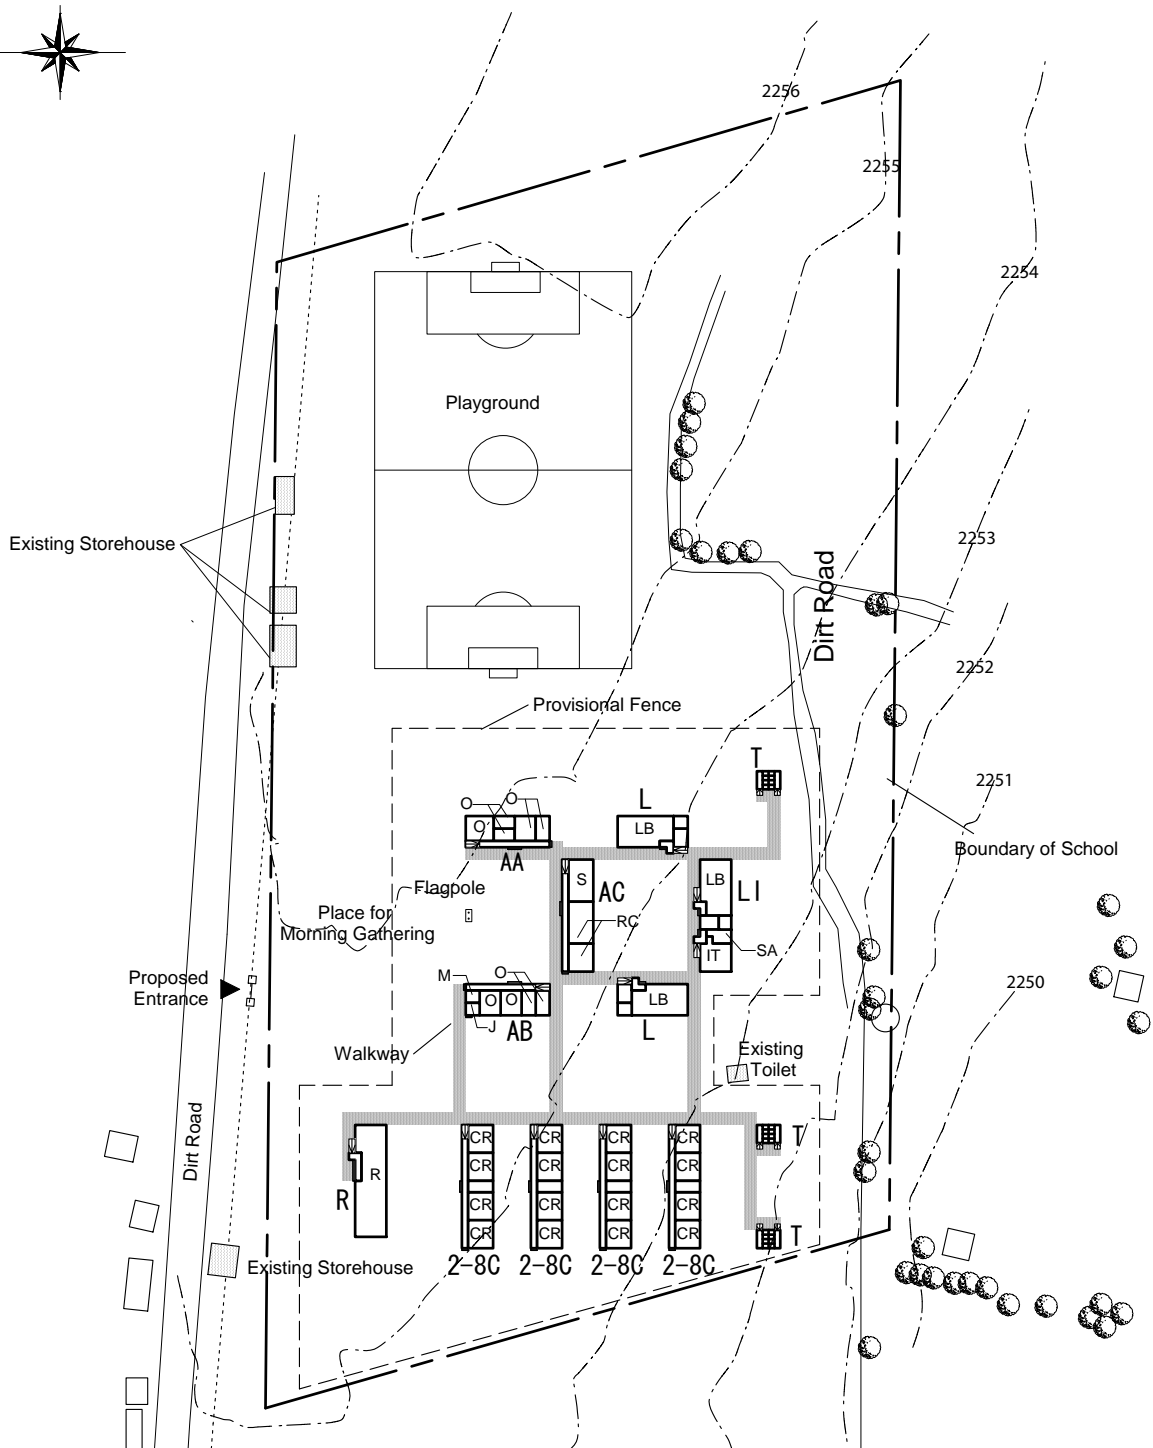 2256
2255
2254
Playground
Existing Storehouse
2253
Dirt Road
2252
Provisional Fence
T
2251
O
O
L
O
LB
AA
Boundary of School
Flagpole
S
AC
LB
LI
Place for
Morning Gathering
RC
SA
IT
Proposed
Entrance
M
O
2250
O
O
LB
J
AB
L
Walkway
Existing
Toilet
Dirt Road
CR
CR
CR
CR
T
CR
CR
CR
CR
R
R
CR
CR
CR
CR
CR
CR
CR
CR
T
2-8C
2-8C
2-8C
2-8C
Existing Storehouse